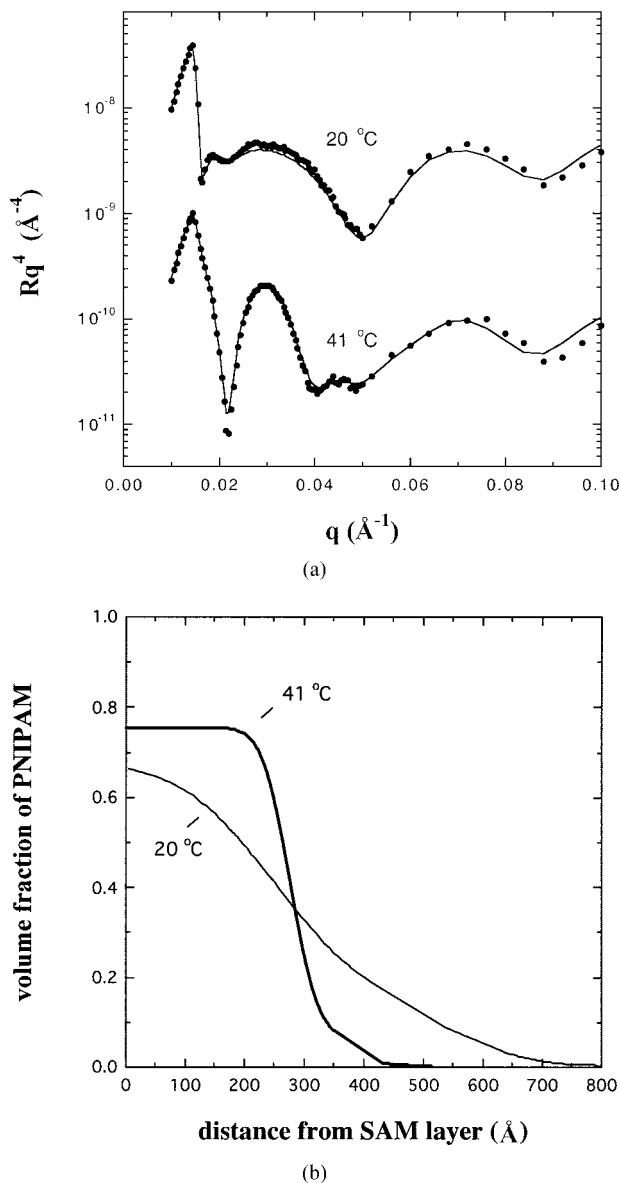 10⁻⁸
10⁻⁹
10⁻¹⁰
10⁻¹¹
Rq⁴ (Å⁻⁴)
20 °C
41 °C
0.00 0.02 0.04 0.06 0.08 0.10
q (Å⁻¹)
(a)
1.0
0.8
0.6
0.4
0.2
0.0
volume fraction of PNIPAM
41 °C
20 °C
0 100 200 300 400 500 600 700 800
distance from SAM layer (Å)
(b)